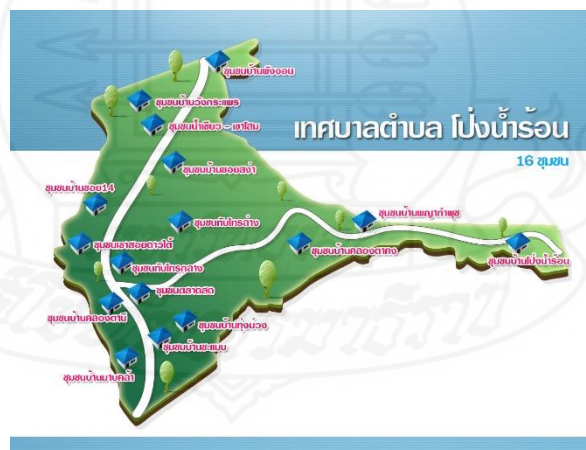 ชุมชนบ้านผังงอน
ชุมชนบ้านวังกระแพร
เทศบาลตำบล โป่งน้ำร้อน
ชุมชนน้ำเขียว - เขาโสม
16 ชุมชน
ชุมชนบ้านซอยสง่า
ชุมชนบ้านซอย14
ชุมชนทับไทรล่าง
ชุมชนบ้านพญากำพุช
ชุมชนเขาสอยดาวใต้
ชุมชนบ้านคลองตาคง
ชุมชนบ้านโป่งน้ำร้อน
ชุมชนทับไทรกลาง
ชุมชนตลาดสด
ชุมชนบ้านคลองตานี
ชุมชนบ้านทุ่งม่วง
ชุมชนบ้านขะแมน
ชุมชนบ้านมาบคล้า